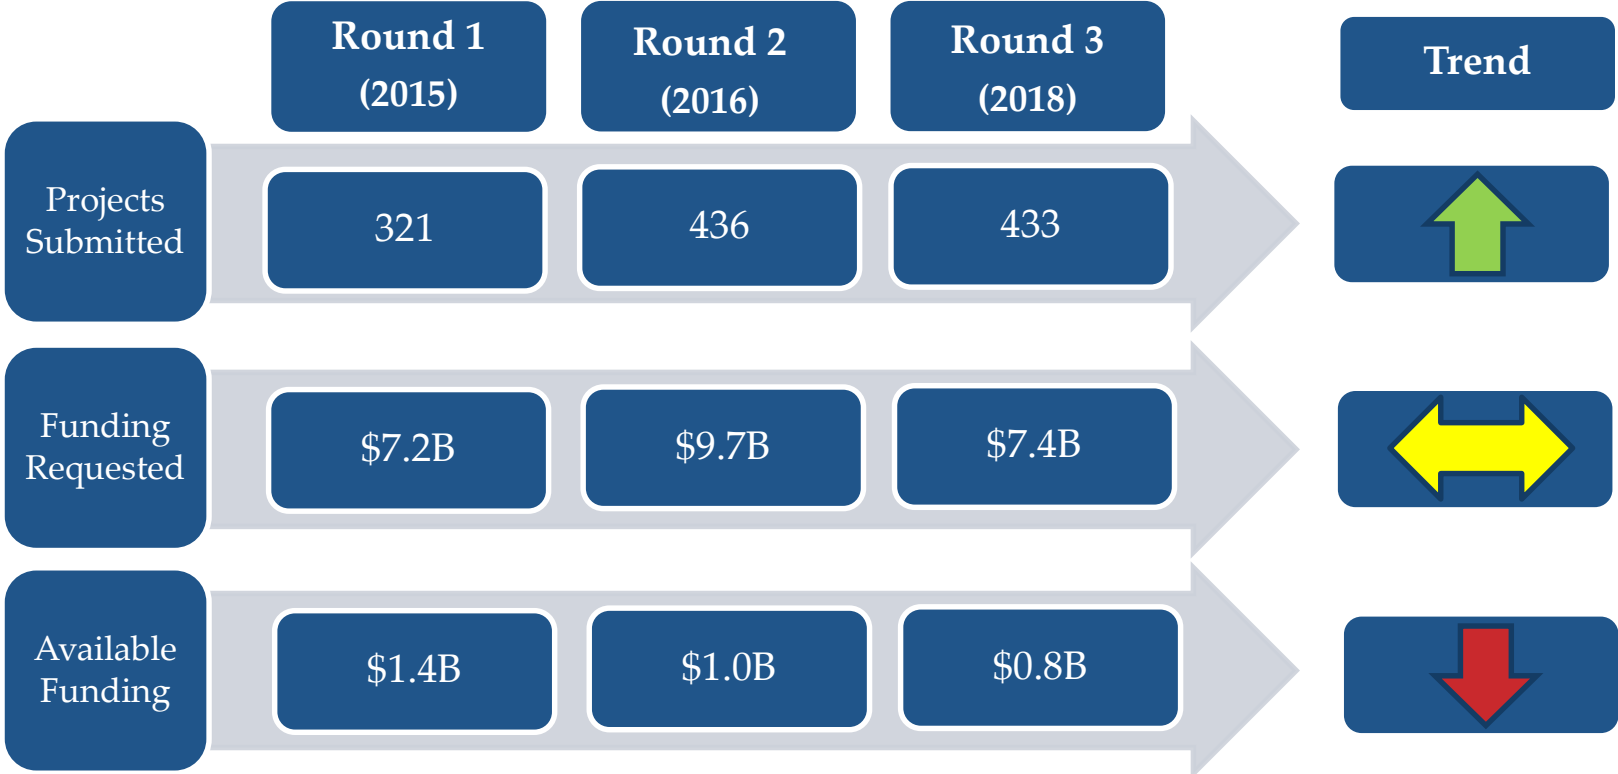 Round 1
(2015)
Round 2
(2016)
Round 3
(2018)
Trend
Projects
Submitted
321
436
433
Funding
Requested
$7.2B
$9.7B
$7.4B
Available
Funding
$1.4B
$1.0B
$0.8B